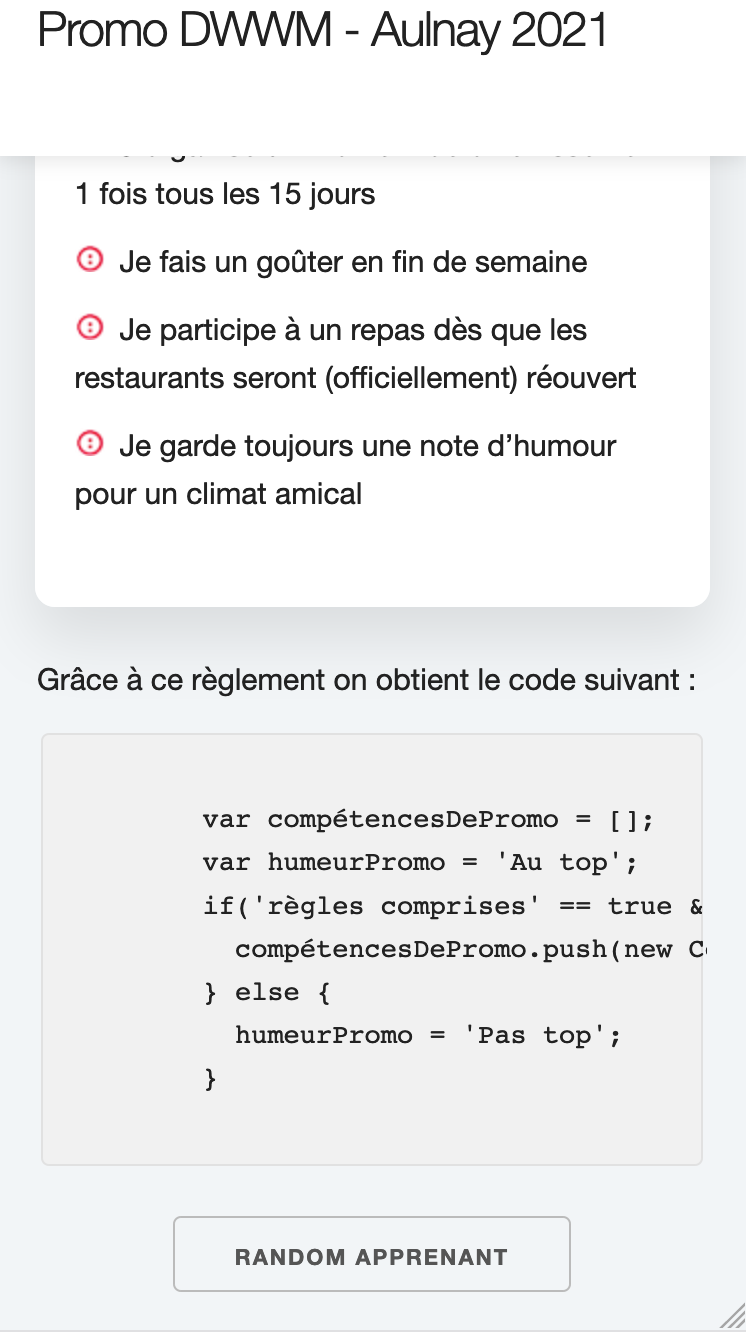 Promo DWWM - Aulnay 2021
1 fois tous les 15 jours
Je fais un goûter en fin de semaine
Je participe à un repas dès que les
restaurants seront (officiellement) réouvert
Je garde toujours une note d’humour
pour un climat amical
Grâce à ce règlement on obtient le code suivant :
var compétencesDePromo = [];
var humeurPromo = 'Au top';
if('règles comprises' == true &
compétencesDePromo.push(new
} else {
humeurPromo = 'Pas top';
}
RANDOM APPRENANT